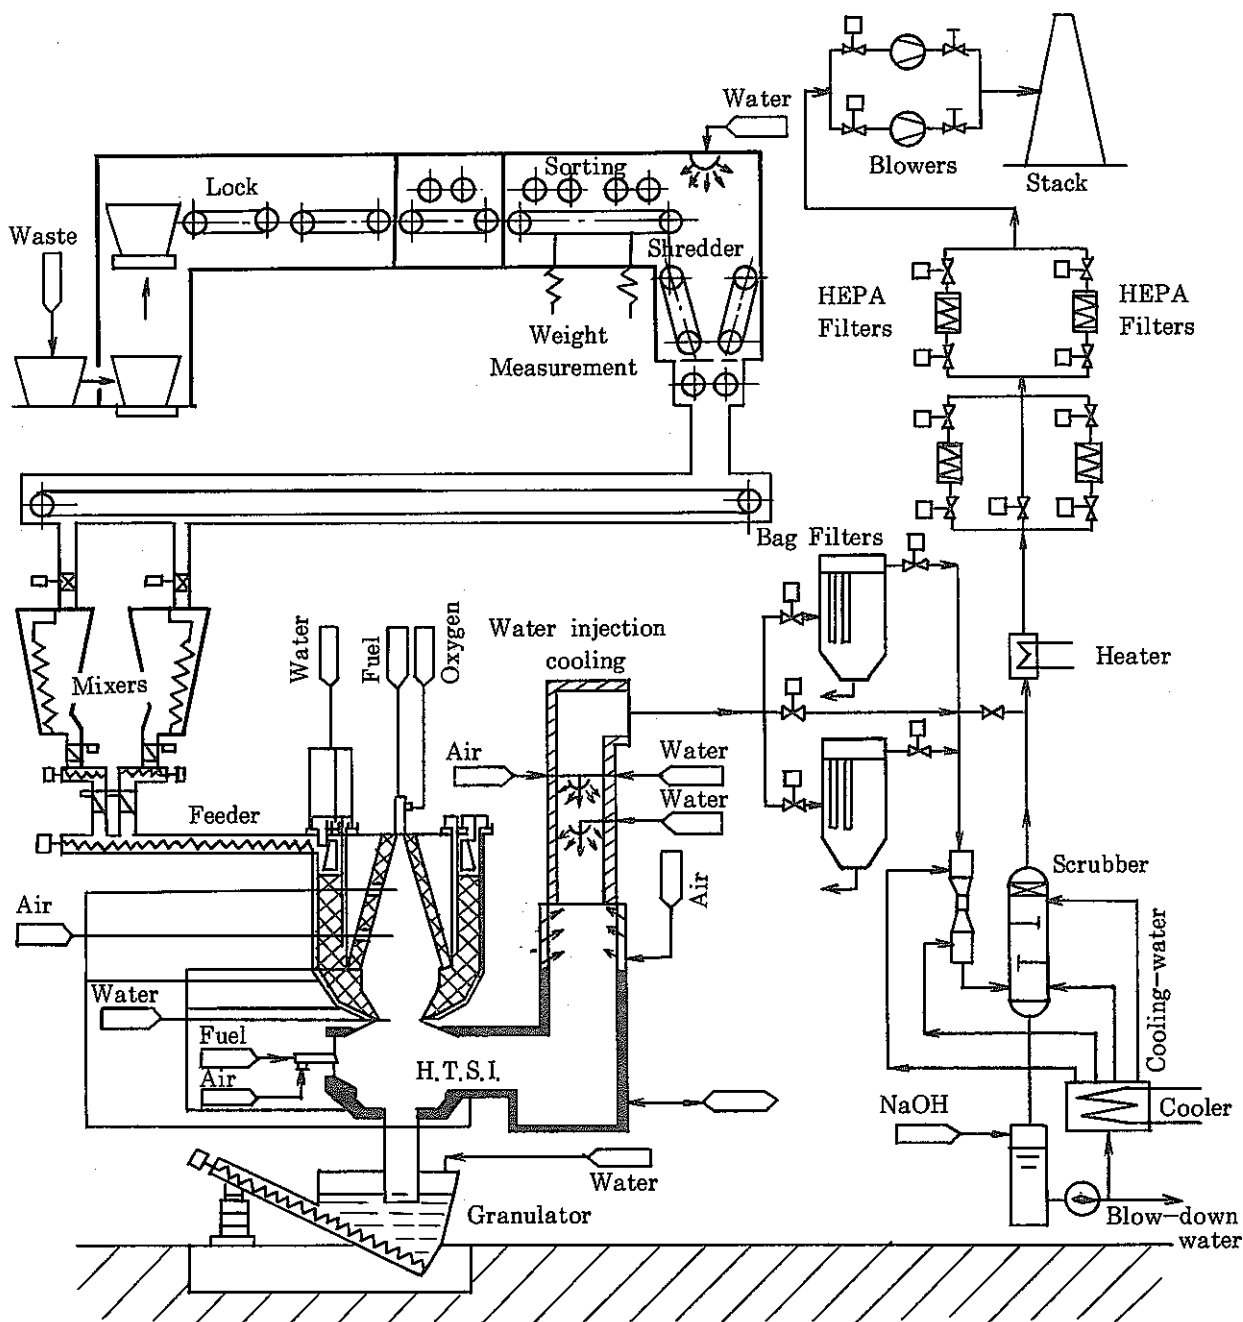 Water
Blowers
Stack
Sorting
Lock
Waste
Shredder
HEPA
Filters
HEPA
Filters
Weight
Measurement
Bag Filters
Water
Fuel
Oxygen
Water injection
cooling
Heater
Mixers
Air
Water
Water
Feeder
Scrubber
Air
Air
Water
Cooling-water
Fuel
Air
H.T.S.I.
NaOH
Cooler
Water
Granulator
Blow-down
water